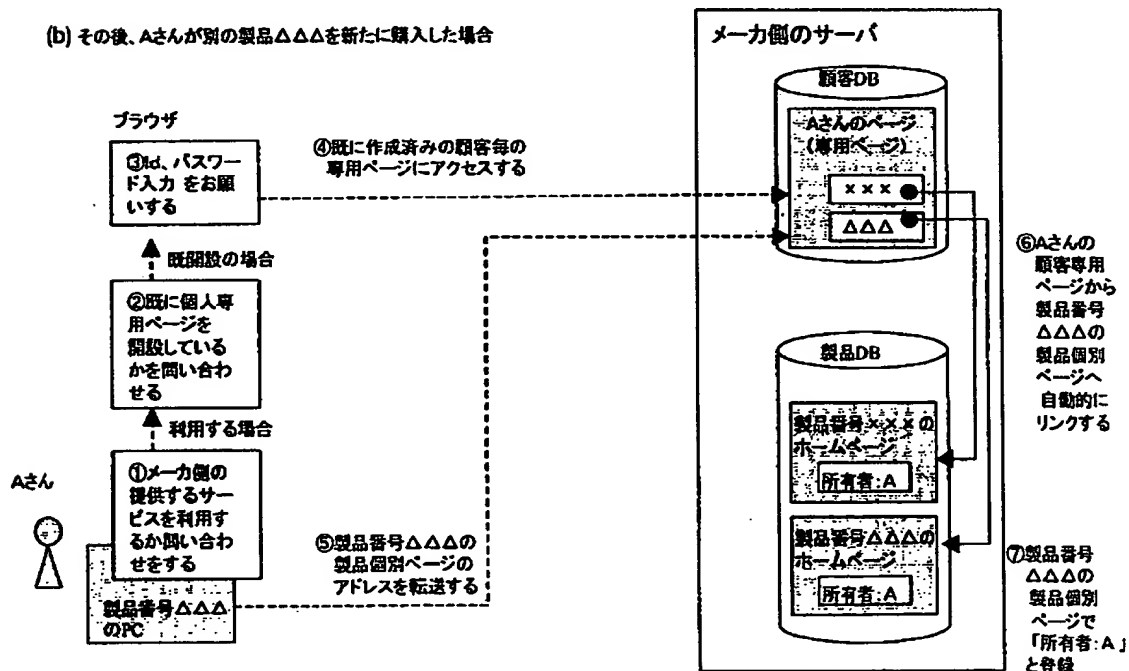 (b) その後、Aさんが別の製品△△△を新たに購入した場合
メーカ側のサーバ
顧客DB
Aさんのページ
(専用ページ)
×××
△△△
ブラウザ
③Id、パスワー
ド入力 をお願
いする
④既に作成済みの顧客毎の
専用ページにアクセスする
既開設の場合
②既に個人専
用ページを
開設している
かを問い合わ
せる
利用する場合
①メーカ側の
提供するサー
ビスを利用す
るか問い合わ
せをする
Aさん
製品番号△△△
のPC
⑤製品番号△△△の
製品個別ページの
アドレスを転送する
⑥Aさんの
顧客専用
ページから
製品番号
△△△の
製品個別
ページへ
自動的に
リンクする
製品DB
製品番号×××の
ホームページ
所有者:A
製品番号△△△の
ホームページ
所有者:A
⑦製品番号
△△△の
製品個別
ページで
「所有者:A」
と登録